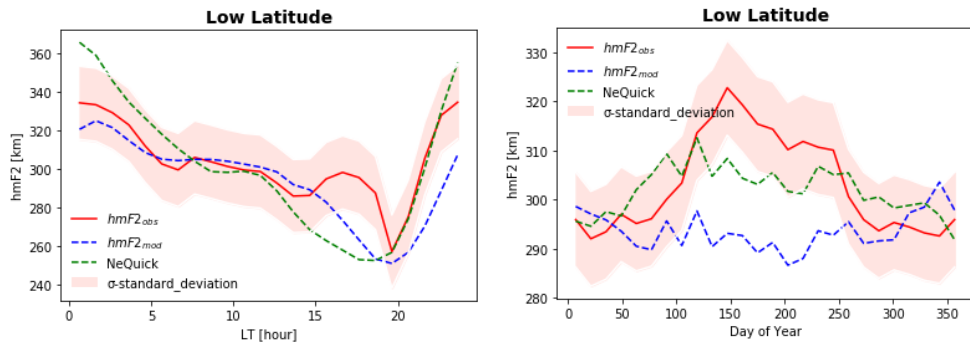 Low Latitude
hmF2 [km]
360
340
320
300
280
260
240
hmF2obs
hmF2mod
NeQuick
σ-standard_deviation
0 5 10 15 20
LT [hour]
Low Latitude
hmF2 [km]
330
320
310
300
290
280
hmF2obs
hmF2mod
NeQuick
σ-standard_deviation
0 50 100 150 200 250 300 350
Day of Year